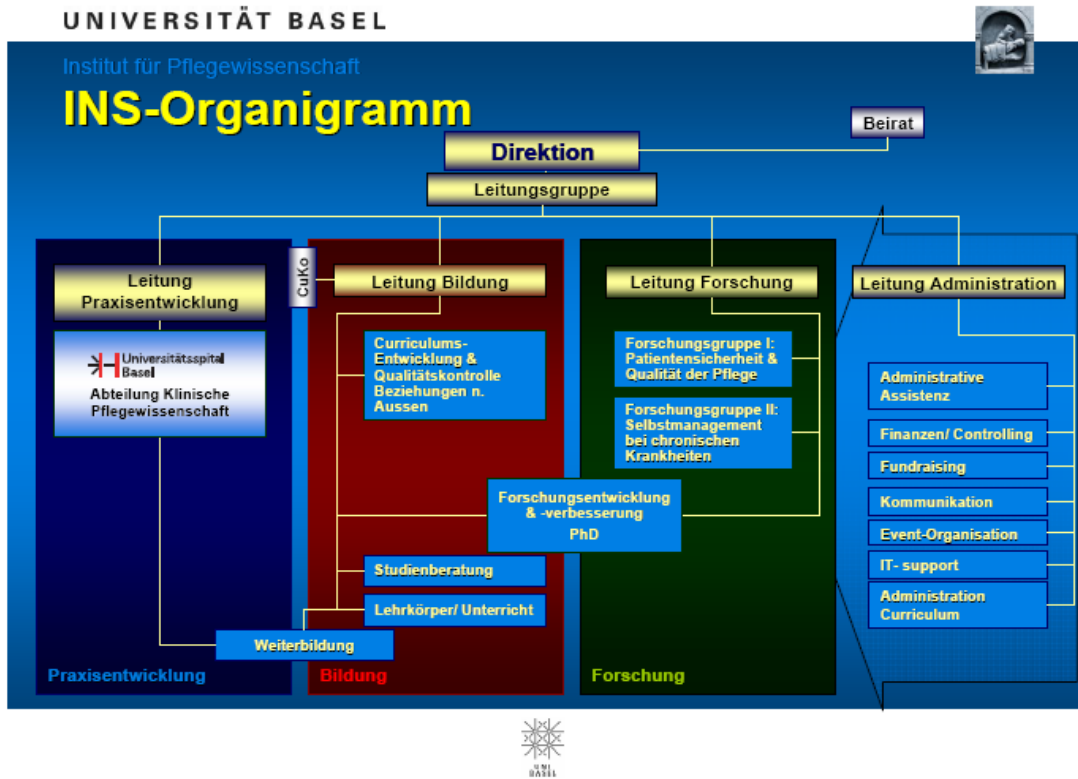 UNIVERSITÄT BASEL
Institut für Pflegewissenschaft
INS-Organigramm
Beirat
Direktion
Leitungsgruppe
Leitung
Praxisentwicklung
CuKo
Leitung Bildung
Leitung Forschung
Leitung Administration
Universitätsspital
Basel
Abteilung Klinische
Pflegewissenschaft
Curriculums-
Entwicklung &
Qualitätskontrolle
Beziehungen n.
Aussen
Forschungsgruppe I:
Patientensicherheit &
Qualität der Pflege
Forschungsgruppe II:
Selbstmanagement
bei chronischen
Krankheiten
Administrative
Assistenz
Finanzen/ Controlling
Fundraising
Kommunikation
Event-Organisation
IT- support
Administration
Curriculum
Forschungsentwicklung
& -verbesserung
PhD
Studienberatung
Lehrkörper/ Unterricht
Weiterbildung
Praxisentwicklung
Bildung
Forschung
UNI
BASEL